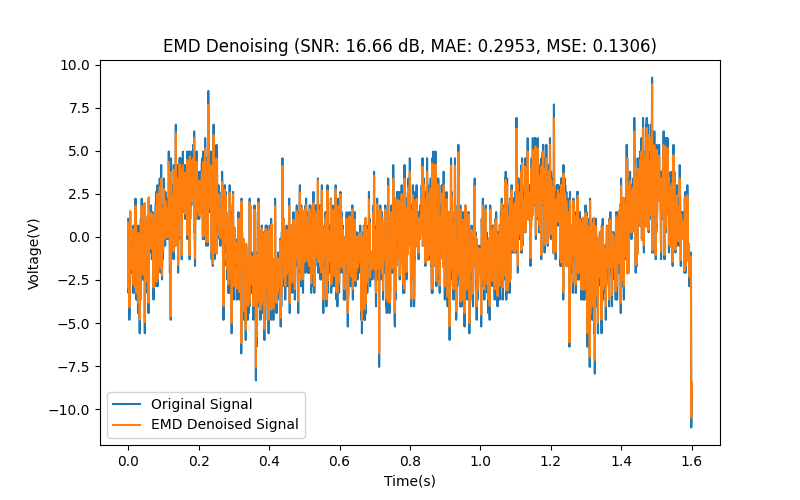 EMD Denoising (SNR: 16.66 dB, MAE: 0.2953, MSE: 0.1306)
10.0
7.5
5.0
2.5
0.0
−2.5
−5.0
−7.5
−10.0
Voltage(V)
Original Signal
EMD Denoised Signal
0.0 0.2 0.4 0.6 0.8 1.0 1.2 1.4 1.6
Time(s)